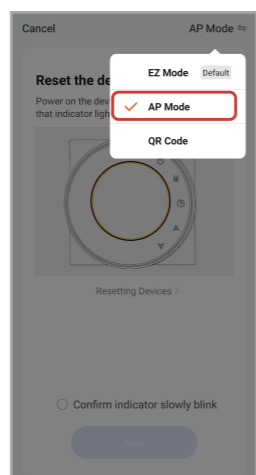 Cancel
AP Mode
EZ Mode Default
AP Mode
QR Code
Reset the de
Power on the dev
that indicator ligh
Resetting Devices >
Confirm indicator slowly blink
Next